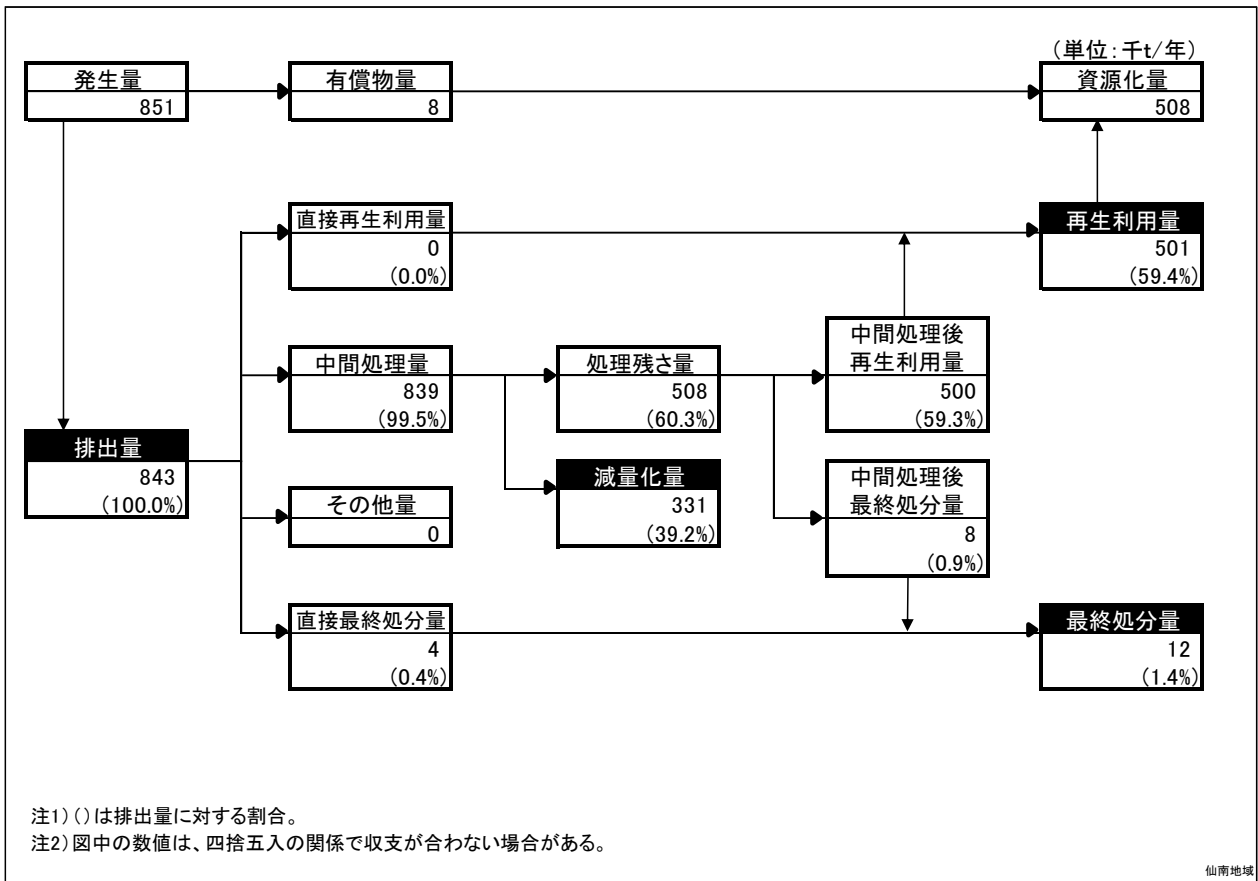 （単位：千t/年）
発生量
851
有償物量
8
資源化量
508
直接再生利用量
0
(0.0%)
再生利用量
501
(59.4%)
中間処理量
839
(99.5%)
処理残さ量
508
(60.3%)
中間処理後
再生利用量
500
(59.3%)
排出量
843
(100.0%)
その他量
0
減量化量
331
(39.2%)
中間処理後
最終処分量
8
(0.9%)
直接最終処分量
4
(0.4%)
最終処分量
12
(1.4%)
注1)()は排出量に対する割合。
注2)図中の数値は、四捨五入の関係で収支が合わない場合がある。
仙南地域